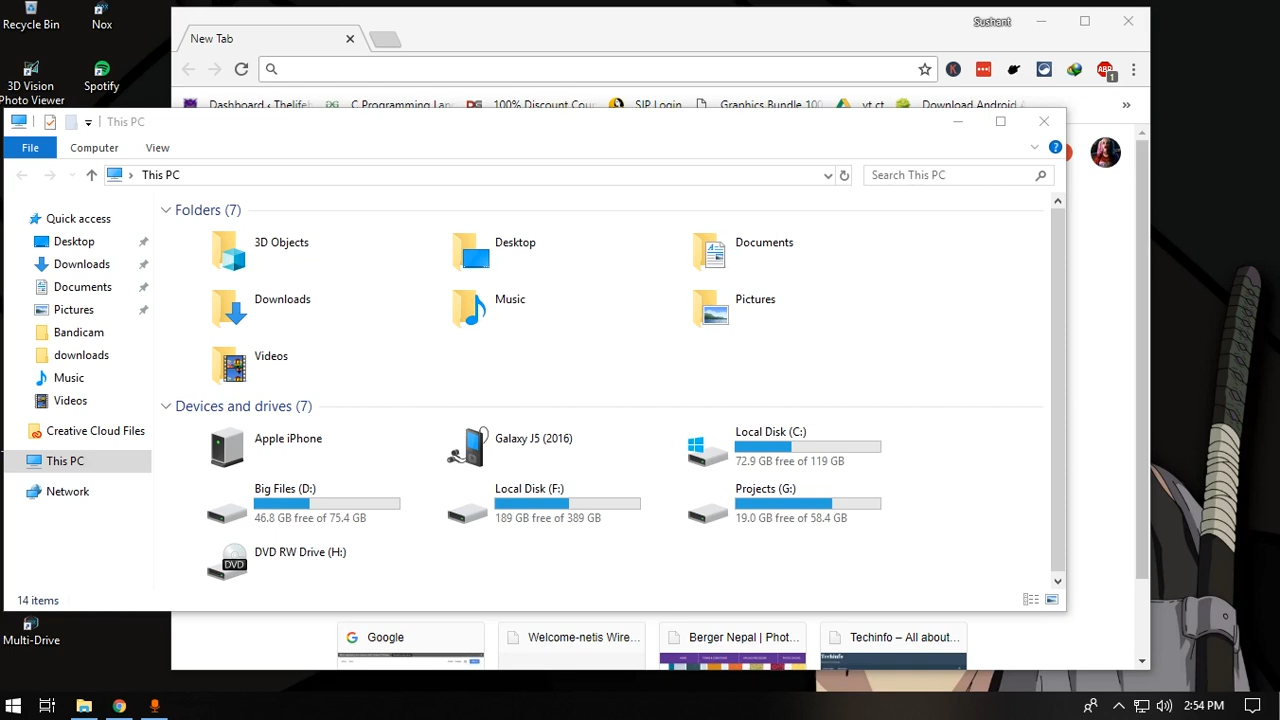 Recycle Bin
Nox
3D Vision
Photo Viewer
Spotify
Multi-Drive
New Tab
Sushant
Dashboard ‹ Thelife
C Programming Lan
100% Discount Cou
SIP Login
Graphics Bundle 100
vt ct
Download Android
»
ABP
1
This PC
File
Computer
View
This PC
Search This PC
Quick access
Desktop
Downloads
Documents
Pictures
Bandicam
downloads
Music
Videos
Creative Cloud Files
This PC
Network
Folders (7)
3D Objects
Desktop
Documents
Downloads
Music
Pictures
Videos
Devices and drives (7)
Apple iPhone
Galaxy J5 (2016)
Local Disk (C:)
72.9 GB free of 119 GB
Big Files (D:)
46.8 GB free of 75.4 GB
Local Disk (F:)
189 GB free of 389 GB
Projects (G:)
19.0 GB free of 58.4 GB
DVD
DVD RW Drive (H:)
14 items
Google
Welcome-netis Wire...
Berger Nepal | Phot...
Techinfo – All about...
2:54 PM